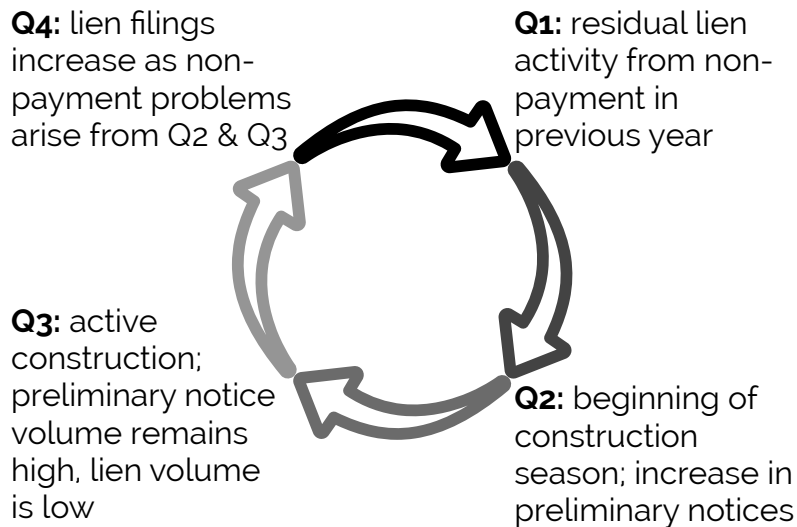 Q4: lien filings
increase as non-
payment problems
arise from Q2 & Q3
Q1: residual lien
activity from non-
payment in
previous year
Q3: active
construction;
preliminary notice
volume remains
high, lien volume
is low
Q2: beginning of
construction
season; increase in
preliminary notices